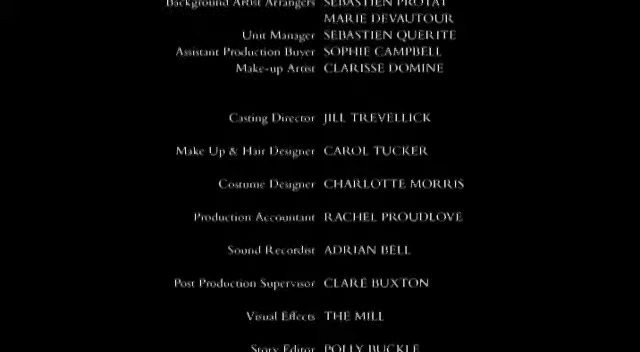 Background Artist Arrangers SEBASTIEN PROTAT
MARIE DEVAUTOUR
Unit Manager SEBASTIEN QUERITE
Assistant Production Buyer SOPHIE CAMPBELL
Make-up Artist CLARISSE DOMINE
Casting Director JILL TREVELLICK
Make Up & Hair Designer CAROL TUCKER
Costume Designer CHARLOTTE MORRIS
Production Accountant RACHEL PROUDLOVE
Sound Recordist ADRIAN BELL
Post Production Supervisor CLARE BUXTON
Visual Effects THE MILL
Story Editor POLLY BUCKLE